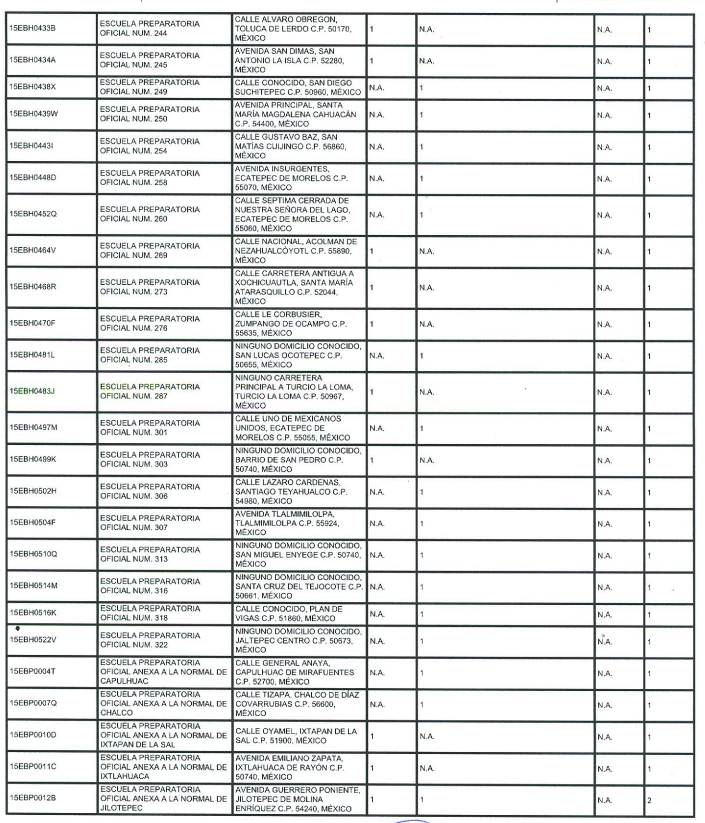 15EBH0433B ESCUELA PREPARATORIA OFICIAL NUM. 244 CALLE ALVARO OBREGON, TOLUCA DE LERDO C.P. 50170, MÉXICO 1 N.A. N.A. 1
15EBH0434A ESCUELA PREPARATORIA OFICIAL NUM. 245 AVENIDA SAN DIMAS, SAN ANTONIO LA ISLA C.P. 52280, MÉXICO 1 N.A. N.A. 1
15EBH0438X ESCUELA PREPARATORIA OFICIAL NUM. 249 CALLE CONOCIDO, SAN DIEGO SUCHITEPEC C.P. 50960, MÉXICO N.A. 1 N.A. 1
15EBH0439W ESCUELA PREPARATORIA OFICIAL NUM. 250 AVENIDA PRINCIPAL, SANTA MARÍA MAGDALENA CAHUACÁN C.P. 54400, MÉXICO N.A. 1 N.A. 1
15EBH0443I ESCUELA PREPARATORIA OFICIAL NUM. 254 CALLE GUSTAVO BAZ, SAN MATÍAS CUIJINGO C.P. 56860, MÉXICO N.A. 1 N.A. 1
15EBH0448D ESCUELA PREPARATORIA OFICIAL NUM. 258 AVENIDA INSURGENTES, ECATEPEC DE MORELOS C.P. 55070, MÉXICO N.A. 1 N.A. 1
15EBH0452Q ESCUELA PREPARATORIA OFICIAL NUM. 260 CALLE SEPTIMA CERRADA DE NUESTRA SEÑORA DEL LAGO, ECATEPEC DE MORELOS C.P. 55060, MÉXICO N.A. 1 N.A. 1
15EBH0464V ESCUELA PREPARATORIA OFICIAL NUM. 269 CALLE NACIONAL, ACOLMAN DE NEZAHUALCÓYOTL C.P. 55890, MÉXICO 1 N.A. N.A. 1
15EBH0468R ESCUELA PREPARATORIA OFICIAL NUM. 273 CALLE CARRETERA ANTIGUA A XOCHICUAUTLA, SANTA MARÍA ATARASQUILLO C.P. 52044, MÉXICO 1 N.A. N.A. 1
15EBH0470F ESCUELA PREPARATORIA OFICIAL NUM. 276 CALLE LE CORBUSIER, ZUMPANGO DE OCAMPO C.P. 55635, MÉXICO 1 N.A. N.A. 1
15EBH0481L ESCUELA PREPARATORIA OFICIAL NUM. 285 NINGUNO DOMICILIO CONOCIDO, SAN LUCAS OCOTEPEC C.P. 50655, MÉXICO N.A. 1 N.A. 1
15EBH0483J ESCUELA PREPARATORIA OFICIAL NUM. 287 NINGUNO CARRETERA PRINCIPAL A TURCIO LA LOMA, TURCIO LA LOMA C.P. 50967, MÉXICO 1 N.A. N.A. 1
15EBH0497M ESCUELA PREPARATORIA OFICIAL NUM. 301 CALLE UNO DE MEXICANOS UNIDOS, ECATEPEC DE MORELOS C.P. 55055, MÉXICO N.A. 1 N.A. 1
15EBH0499K ESCUELA PREPARATORIA OFICIAL NUM. 303 NINGUNO DOMICILIO CONOCIDO, BARRIO DE SAN PEDRO C.P. 50740, MÉXICO 1 N.A. N.A. 1
15EBH0502H ESCUELA PREPARATORIA OFICIAL NUM. 306 CALLE LAZARO CARDENAS, SANTIAGO TEYAHUALCO C.P. 54980, MÉXICO N.A. 1 N.A. 1
15EBH0504F ESCUELA PREPARATORIA OFICIAL NUM. 307 AVENIDA TLALMIMILOLPA, TLALMIMILOLPA C.P. 55924, MÉXICO N.A. 1 N.A. 1
15EBH0510Q ESCUELA PREPARATORIA OFICIAL NUM. 313 NINGUNO DOMICILIO CONOCIDO, SAN MIGUEL ENYEGE C.P. 50740, MÉXICO N.A. 1 N.A. 1
15EBH0514M ESCUELA PREPARATORIA OFICIAL NUM. 316 NINGUNO DOMICILIO CONOCIDO, SANTA CRUZ DEL TEJOCOTE C.P. 50661, MÉXICO N.A. 1 N.A. 1
15EBH0516K ESCUELA PREPARATORIA OFICIAL NUM. 318 CALLE CONOCIDO, PLAN DE VIGAS C.P. 51860, MÉXICO N.A. 1 N.A. 1
15EBH0522V ESCUELA PREPARATORIA OFICIAL NUM. 322 NINGUNO DOMICILIO CONOCIDO, JALTEPEC CENTRO C.P. 50673, MÉXICO N.A. 1 N.A. 1
15EBP0004T ESCUELA PREPARATORIA OFICIAL ANEXA A LA NORMAL DE CAPULHUAC CALLE GENERAL ANAYA, CAPULHUAC DE MIRAFUENTES C.P. 52700, MÉXICO N.A. 1 N.A. 1
15EBP0007Q ESCUELA PREPARATORIA OFICIAL ANEXA A LA NORMAL DE CHALCO CALLE TIZAPA, CHALCO DE DÍAZ COVARRUBIAS C.P. 56600, MÉXICO N.A. 1 N.A. 1
15EBP0010D ESCUELA PREPARATORIA OFICIAL ANEXA A LA NORMAL DE IXTAPAN DE LA SAL CALLE OYAMEL, IXTAPAN DE LA SAL C.P. 51900, MÉXICO 1 N.A. N.A. 1
15EBP0011C ESCUELA PREPARATORIA OFICIAL ANEXA A LA NORMAL DE IXTLAHUACA AVENIDA EMILIANO ZAPATA, IXTLAHUACA DE RAYÓN C.P. 50740, MÉXICO 1 N.A. N.A. 1
15EBP0012B ESCUELA PREPARATORIA OFICIAL ANEXA A LA NORMAL DE JILOTEPEC AVENIDA GUERRERO PONIENTE, JILOTEPEC DE MOLINA ENRÍQUEZ C.P. 54240, MÉXICO 1 1 N.A. 2